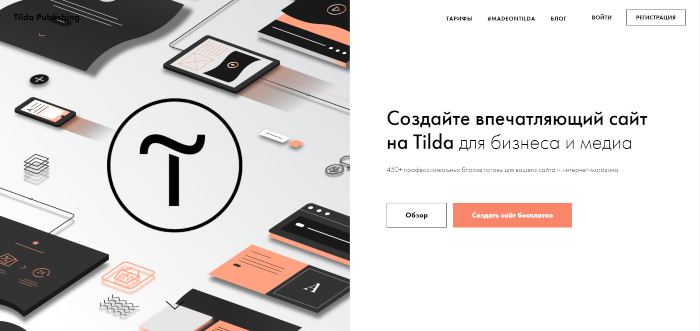 Tilda Publishing
ТАРИФЫ #MADEONTILDA БЛОГ ВОЙТИ РЕГИСТРАЦИЯ
Создайте впечатляющий сайт
на Tilda для бизнеса и медиа
450+ профессиональных блоков готовы для вашего сайта и интернет-магазина
Обзор Создать сайт бесплатно
A